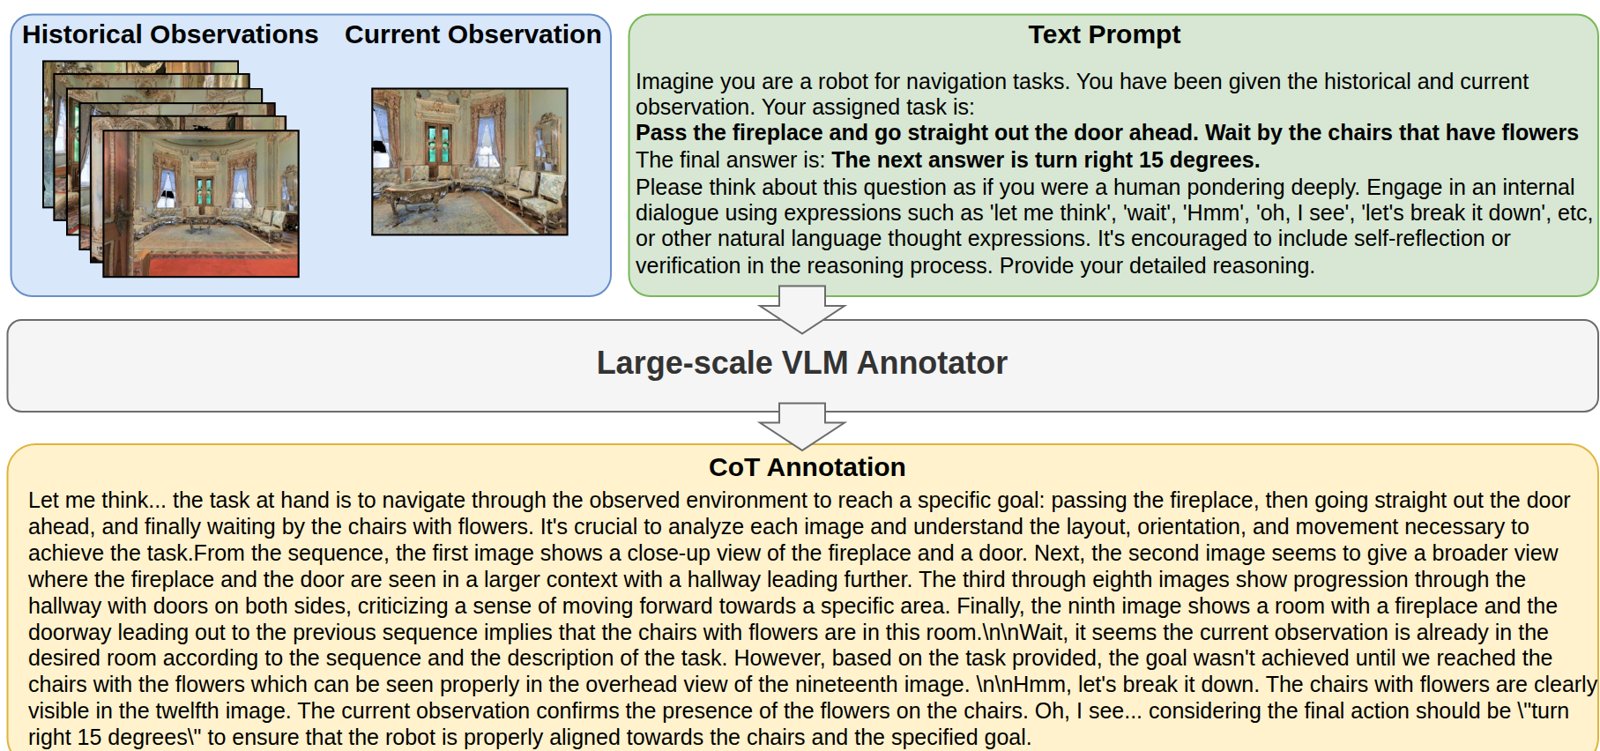 Historical Observations
Current Observation
Text Prompt
Imagine you are a robot for navigation tasks. You have been given the historical and current
observation. Your assigned task is:
Pass the fireplace and go straight out the door ahead. Wait by the chairs that have flowers
The final answer is: The next answer is turn right 15 degrees.
Please think about this question as if you were a human pondering deeply. Engage in an internal
dialogue using expressions such as 'let me think', 'wait', 'Hmm', 'oh, I see', 'let's break it down', etc,
or other natural language thought expressions. It's encouraged to include self-reflection or
verification in the reasoning process. Provide your detailed reasoning.
Large-scale VLM Annotator
CoT Annotation
Let me think... the task at hand is to navigate through the observed environment to reach a specific goal: passing the fireplace, then going straight out the door
ahead, and finally waiting by the chairs with flowers. It's crucial to analyze each image and understand the layout, orientation, and movement necessary to
achieve the task.From the sequence, the first image shows a close-up view of the fireplace and a door. Next, the second image seems to give a broader view
where the fireplace and the door are seen in a larger context with a hallway leading further. The third through eighth images show progression through the
hallway with doors on both sides, criticizing a sense of moving forward towards a specific area. Finally, the ninth image shows a room with a fireplace and the
doorway leading out to the previous sequence implies that the chairs with flowers are in this room.\n\nWait, it seems the current observation is already in the
desired room according to the sequence and the description of the task. However, based on the task provided, the goal wasn't achieved until we reached the
chairs with the flowers which can be seen properly in the overhead view of the nineteenth image. \n\nHmm, let's break it down. The chairs with flowers are clearly
visible in the twelfth image. The current observation confirms the presence of the flowers on the chairs. Oh, I see... considering the final action should be \"turn
right 15 degrees\" to ensure that the robot is properly aligned towards the chairs and the specified goal.